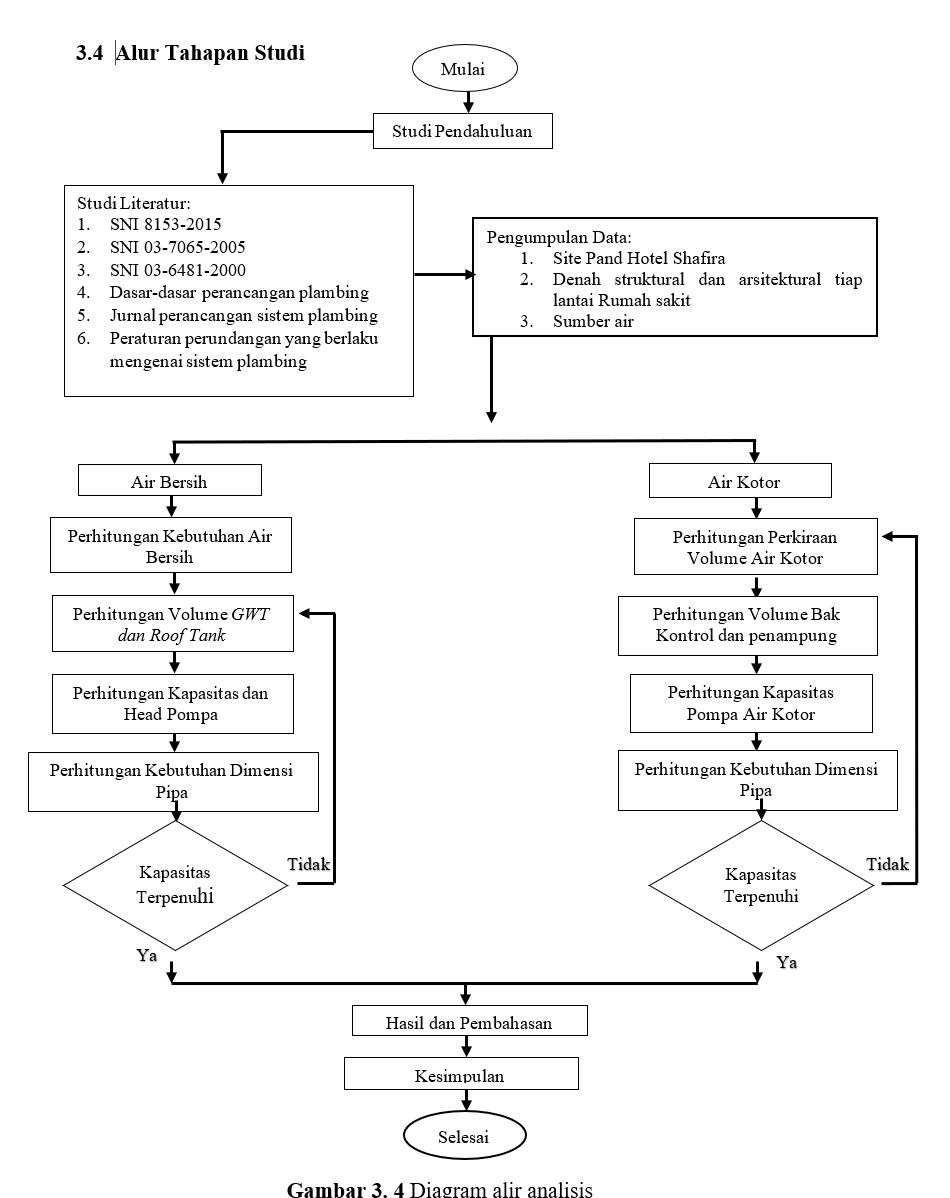 3.4 Alur Tahapan Studi
Mulai
Studi Pendahuluan
Studi Literatur:
1. SNI 8153-2015
2. SNI 03-7065-2005
3. SNI 03-6481-2000
4. Dasar-dasar perancangan plambing
5. Jurnal perancangan sistem plambing
6. Peraturan perundangan yang berlaku
mengenai sistem plambing
Pengumpulan Data:
1. Site Pand Hotel Shafira
2. Denah struktural dan arsitektural tiap
lantai Rumah sakit
3. Sumber air
Air Bersih
Perhitungan Kebutuhan Air
Bersih
Perhitungan Volume GWT
dan Roof Tank
Perhitungan Kapasitas dan
Head Pompa
Perhitungan Kebutuhan Dimensi
Pipa
Kapasitas
Terpenuhi
Tidak
Ya
Air Kotor
Perhitungan Perkiraan
Volume Air Kotor
Perhitungan Volume Bak
Kontrol dan penampung
Perhitungan Kapasitas
Pompa Air Kotor
Perhitungan Kebutuhan Dimensi
Pipa
Kapasitas
Terpenuhi
Tidak
Ya
Hasil dan Pembahasan
Kesimpulan
Selesai
Gambar 3. 4 Diagram alir analisis